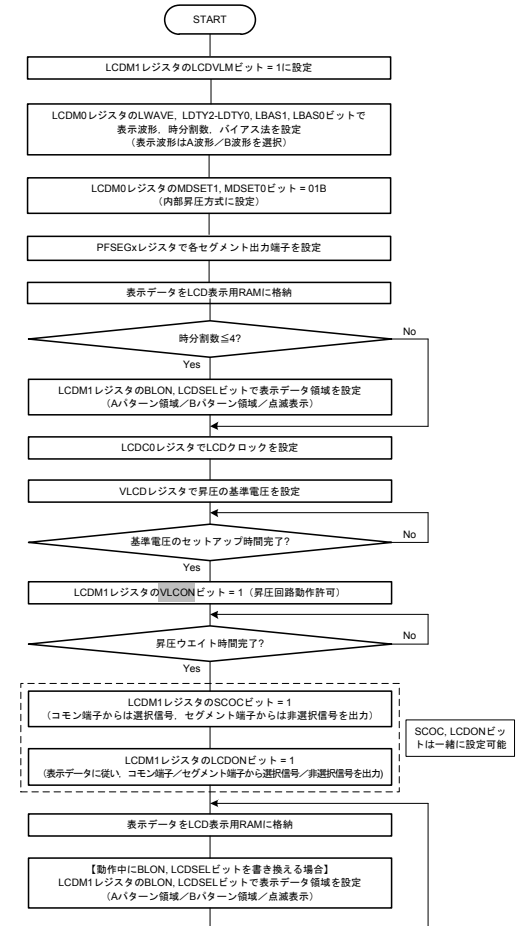 START
LCDM1レジスタのLCDVLMビット = 1に設定
LCDM0レジスタのLWAVE, LDTY2-LDTY0, LBAS1, LBAS0ビットで
表示波形，時分割数，バイアス法を設定
（表示波形はA波形／B波形を選択）
LCDM0レジスタのMDSET1, MDSET0ビット = 01B
（内部昇圧方式に設定）
PFSEGxレジスタで各セグメント出力端子を設定
表示データをLCD表示用RAMに格納
時分割数≦4?
No
Yes
LCDM1レジスタのBLON, LCDSELビットで表示データ領域を設定
（Aパターン領域／Bパターン領域／点滅表示）
LCDC0レジスタでLCDクロックを設定
VLCDレジスタで昇圧の基準電圧を設定
基準電圧のセットアップ時間完了?
No
Yes
LCDM1レジスタのVLCONビット = 1（昇圧回路動作許可）
昇圧ウエイト時間完了?
No
Yes
LCDM1レジスタのSCOCビット = 1
（コモン端子からは選択信号，セグメント端子からは非選択信号を出力）
SCOC, LCDONビッ
トは一緒に設定可能
LCDM1レジスタのLCDONビット = 1
(表示データに従い，コモン端子／セグメント端子から選択信号／非選択信号を出力)
表示データをLCD表示用RAMに格納
【動作中にBLON, LCDSELビットを書き換える場合】
LCDM1レジスタのBLON, LCDSELビットで表示データ領域を設定
（Aパターン領域／Bパターン領域／点滅表示）